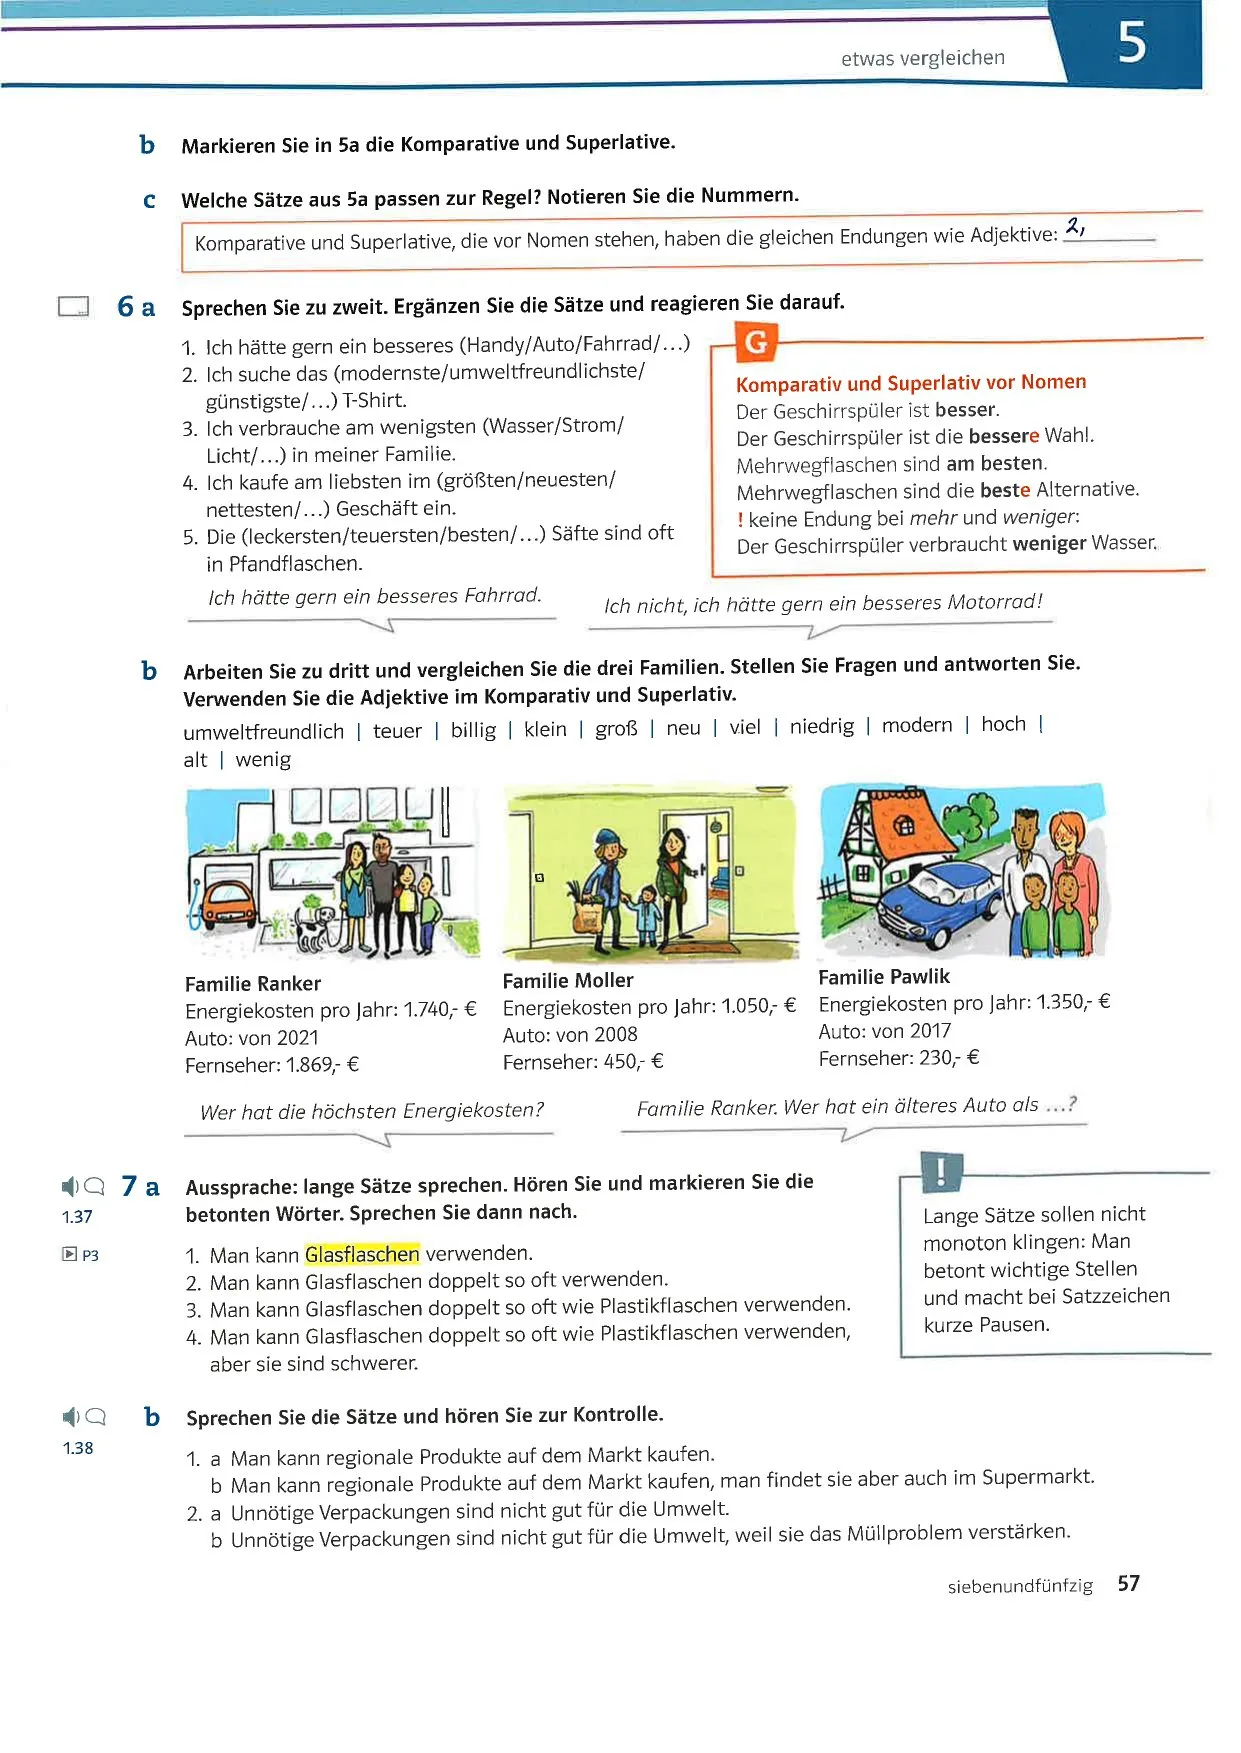 etwas vergleichen
5
b Markieren Sie in 5a die Komparative und Superlative.
c Welche Sätze aus 5a passen zur Regel? Notieren Sie die Nummern.
Komparative und Superlative, die vor Nomen stehen, haben die gleichen Endungen wie Adjektive: 2,
6 a Sprechen Sie zu zweit. Ergänzen Sie die Sätze und reagieren Sie darauf.
1. Ich hätte gern ein besseres (Handy/Auto/Fahrrad/...)
2. Ich suche das (modernste/umweltfreundlichste/
günstigste/...) T-Shirt.
3. Ich verbrauche am wenigsten (Wasser/Strom/
Licht/...) in meiner Familie.
4. Ich kaufe am liebsten im (größten/neuesten/
nettesten/...) Geschäft ein.
5. Die (leckersten/teuersten/besten/...) Säfte sind oft
in Pfandflaschen.
G
Komparativ und Superlativ vor Nomen
Der Geschirrspüler ist besser.
Der Geschirrspüler ist die bessere Wahl.
Mehrwegflaschen sind am besten.
Mehrwegflaschen sind die beste Alternative.
! keine Endung bei mehr und weniger:
Der Geschirrspüler verbraucht weniger Wasser.
Ich hätte gern ein besseres Fahrrad.
Ich nicht, ich hätte gern ein besseres Motorrad!
b Arbeiten Sie zu dritt und vergleichen Sie die drei Familien. Stellen Sie Fragen und antworten Sie.
Verwenden Sie die Adjektive im Komparativ und Superlativ.
umweltfreundlich | teuer | billig | klein | groß | neu | viel | niedrig | modern | hoch |
alt | wenig
Familie Ranker
Energiekosten pro Jahr: 1.740,- €
Auto: von 2021
Fernseher: 1.869,- €
Familie Moller
Energiekosten pro Jahr: 1.050,- €
Auto: von 2008
Fernseher: 450,- €
Familie Pawlik
Energiekosten pro Jahr: 1.350,- €
Auto: von 2017
Fernseher: 230,- €
Wer hat die höchsten Energiekosten?
Familie Ranker. Wer hat ein älteres Auto als ...?
7 a Aussprache: lange Sätze sprechen. Hören Sie und markieren Sie die
1.37 betonten Wörter. Sprechen Sie dann nach.
P3
1. Man kann Glasflaschen verwenden.
2. Man kann Glasflaschen doppelt so oft verwenden.
3. Man kann Glasflaschen doppelt so oft wie Plastikflaschen verwenden.
4. Man kann Glasflaschen doppelt so oft wie Plastikflaschen verwenden,
aber sie sind schwerer.
!
Lange Sätze sollen nicht
monoton klingen: Man
betont wichtige Stellen
und macht bei Satzzeichen
kurze Pausen.
b Sprechen Sie die Sätze und hören Sie zur Kontrolle.
1.38
1. a Man kann regionale Produkte auf dem Markt kaufen.
b Man kann regionale Produkte auf dem Markt kaufen, man findet sie aber auch im Supermarkt.
2. a Unnötige Verpackungen sind nicht gut für die Umwelt.
b Unnötige Verpackungen sind nicht gut für die Umwelt, weil sie das Müllproblem verstärken.
siebenundfünfzig 57